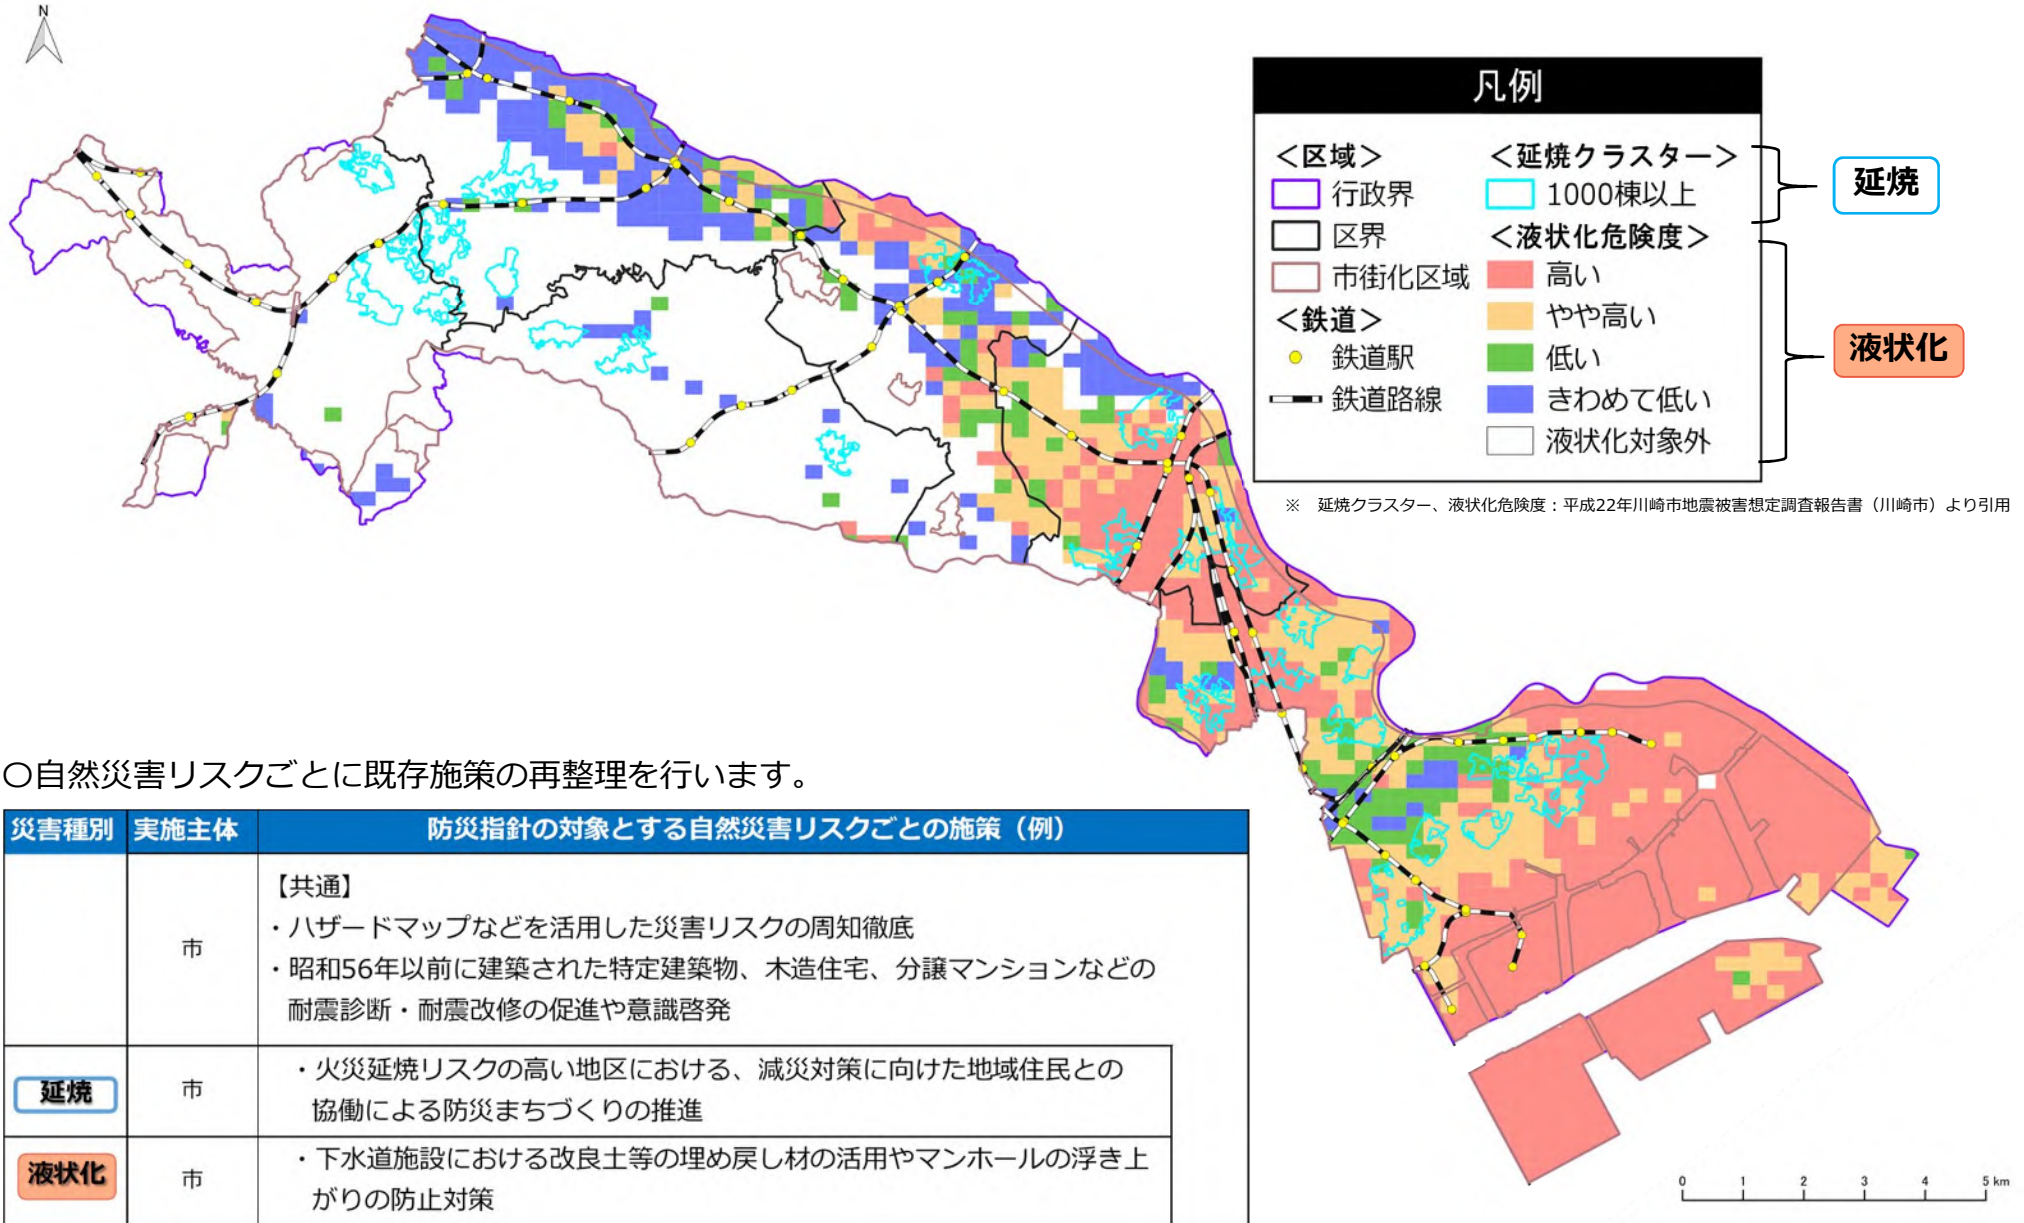 N
凡例
＜区域＞
行政界
区界
市街化区域
＜鉄道＞
鉄道駅
鉄道路線
＜延焼クラスター＞
1000棟以上
＜液状化危険度＞
高い
やや高い
低い
きわめて低い
液状化対象外
延焼
液状化
※　延焼クラスター、液状化危険度：平成22年川崎市地震被害想定調査報告書（川崎市）より引用
〇自然災害リスクごとに既存施策の再整理を行います。
災害種別 実施主体 防災指針の対象とする自然災害リスクごとの施策（例）
市
【共通】
・ハザードマップなどを活用した災害リスクの周知徹底
・昭和56年以前に建築された特定建築物、木造住宅、分譲マンションなどの
耐震診断・耐震改修の促進や意識啓発
延焼
市
・火災延焼リスクの高い地区における、減災対策に向けた地域住民との
協働による防災まちづくりの推進
液状化
市
・下水道施設における改良土等の埋め戻し材の活用やマンホールの浮き上
がりの防止対策
0 1 2 3 4 5 km